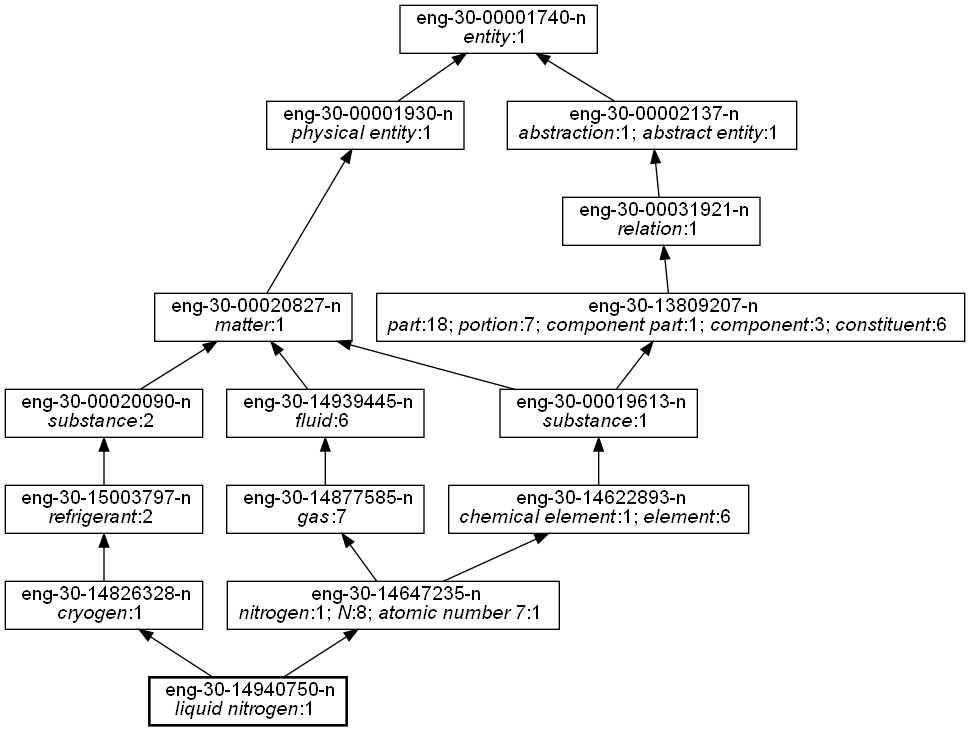 eng-30-00001740-n
entity:1
eng-30-00001930-n
physical entity:1
eng-30-00002137-n
abstraction:1; abstract entity:1
eng-30-00031921-n
relation:1
eng-30-00020827-n
matter:1
eng-30-13809207-n
part:18; portion:7; component part:1; component:3; constituent:6
eng-30-00020090-n
substance:2
eng-30-14939445-n
fluid:6
eng-30-00019613-n
substance:1
eng-30-15003797-n
refrigerant:2
eng-30-14877585-n
gas:7
eng-30-14622893-n
chemical element:1; element:6
eng-30-14826328-n
cryogen:1
eng-30-14647235-n
nitrogen:1; N:8; atomic number 7:1
eng-30-14940750-n
liquid nitrogen:1